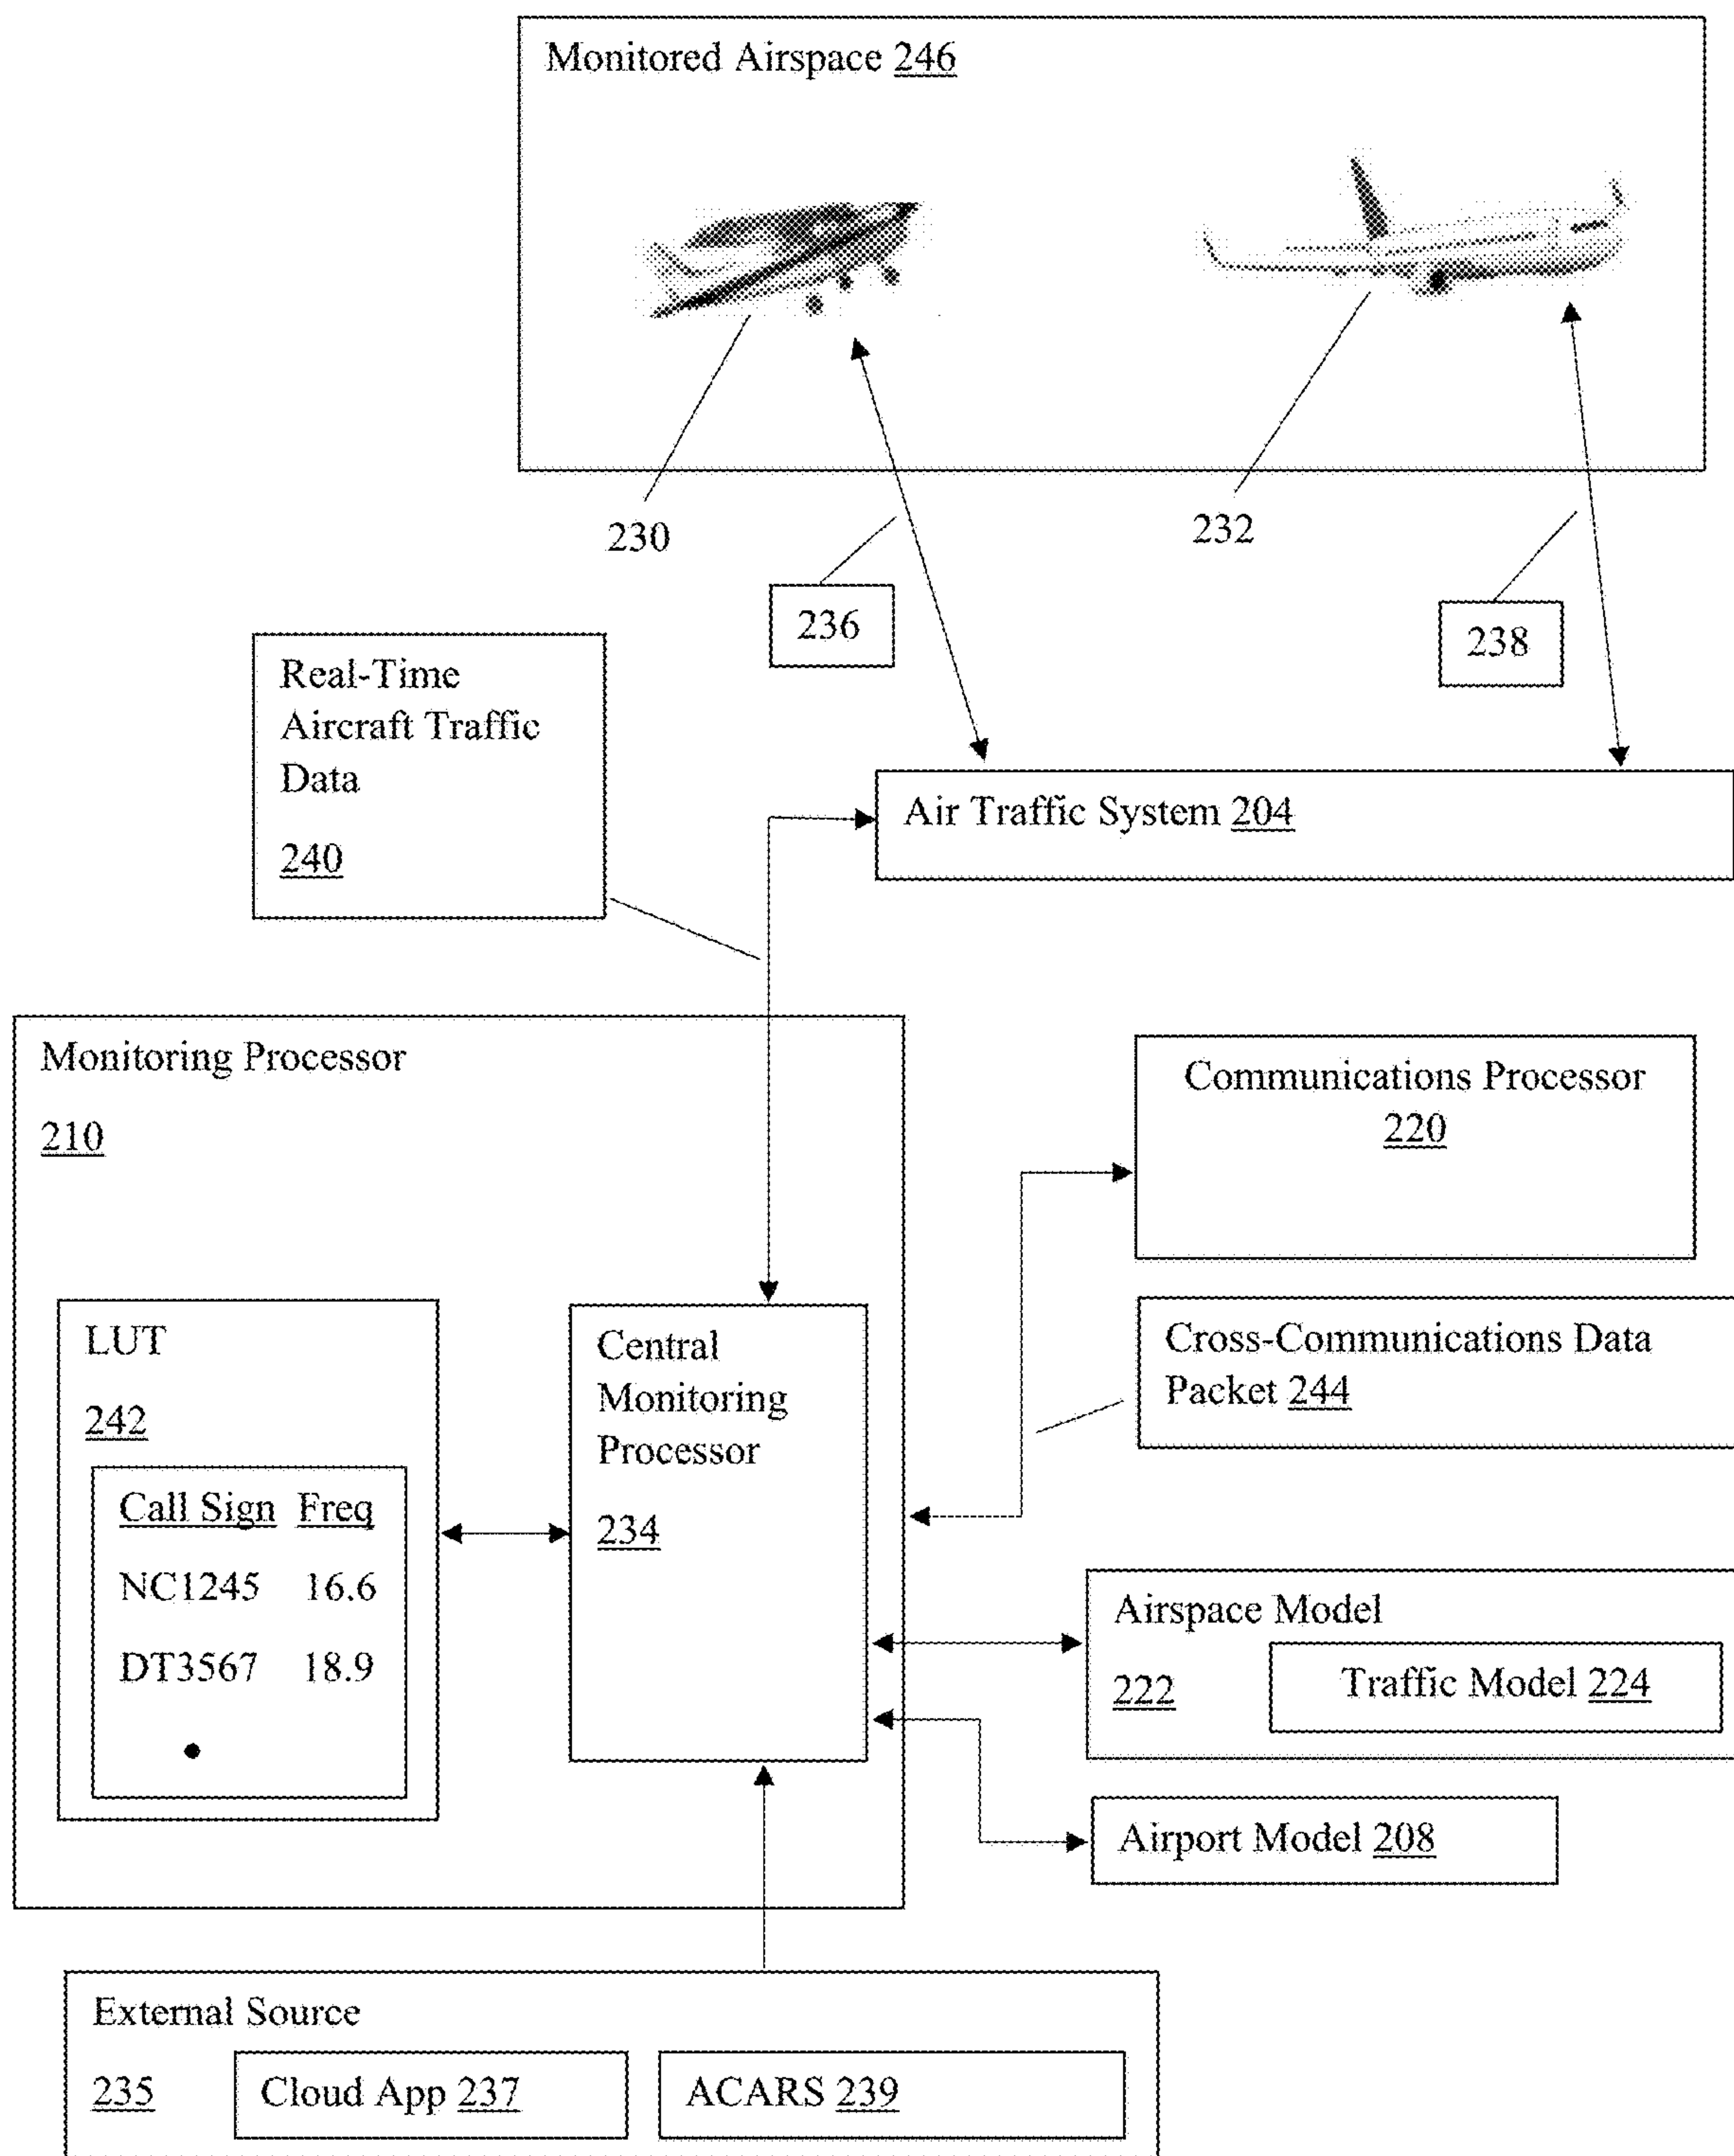 Monitored Airspace 246
230
232
236
238
Real-Time
Aircraft Traffic
Data
240
Air Traffic System 204
Monitoring Processor
210
Communications Processor
220
LUT
242
Call Sign Freq
NC1245 16.6
DT3567 18.9
Central
Monitoring
Processor
234
Cross-Communications Data
Packet 244
Airspace Model
222
Traffic Model 224
Airport Model 208
External Source
235
Cloud App 237
ACARS 239